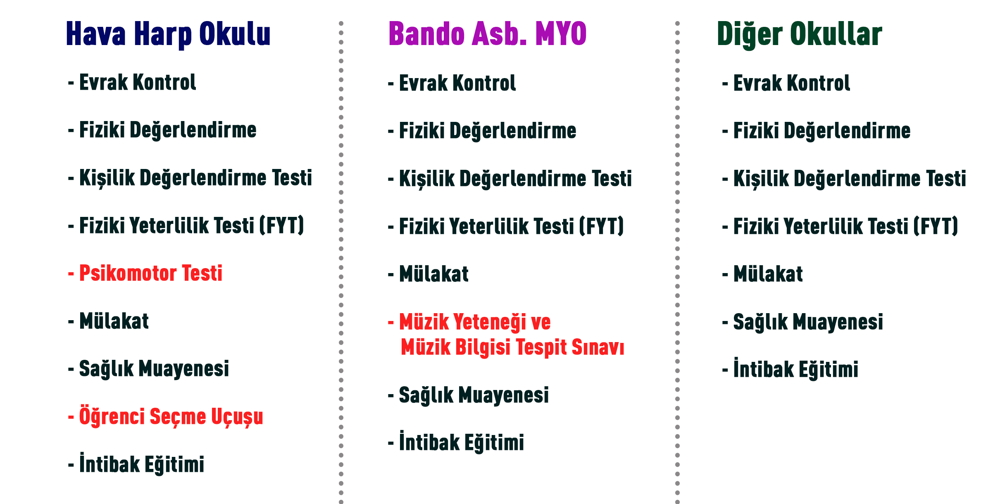 Hava Harp Okulu
- Evrak Kontrol
- Fiziki Değerlendirme
- Kişilik Değerlendirme Testi
- Fiziki Yeterlilik Testi (FYT)
- Psikomotor Testi
- Mülakat
- Sağlık Muayenesi
- Öğrenci Seçme Uçuşu
- İntibak Eğitimi
Bando Asb. MYO
- Evrak Kontrol
- Fiziki Değerlendirme
- Kişilik Değerlendirme Testi
- Fiziki Yeterlilik Testi (FYT)
- Mülakat
- Müzik Yeteneği ve
Müzik Bilgisi Tespit Sınavı
- Sağlık Muayenesi
- İntibak Eğitimi
Diğer Okullar
- Evrak Kontrol
- Fiziki Değerlendirme
- Kişilik Değerlendirme Testi
- Fiziki Yeterlilik Testi (FYT)
- Mülakat
- Sağlık Muayenesi
- İntibak Eğitimi